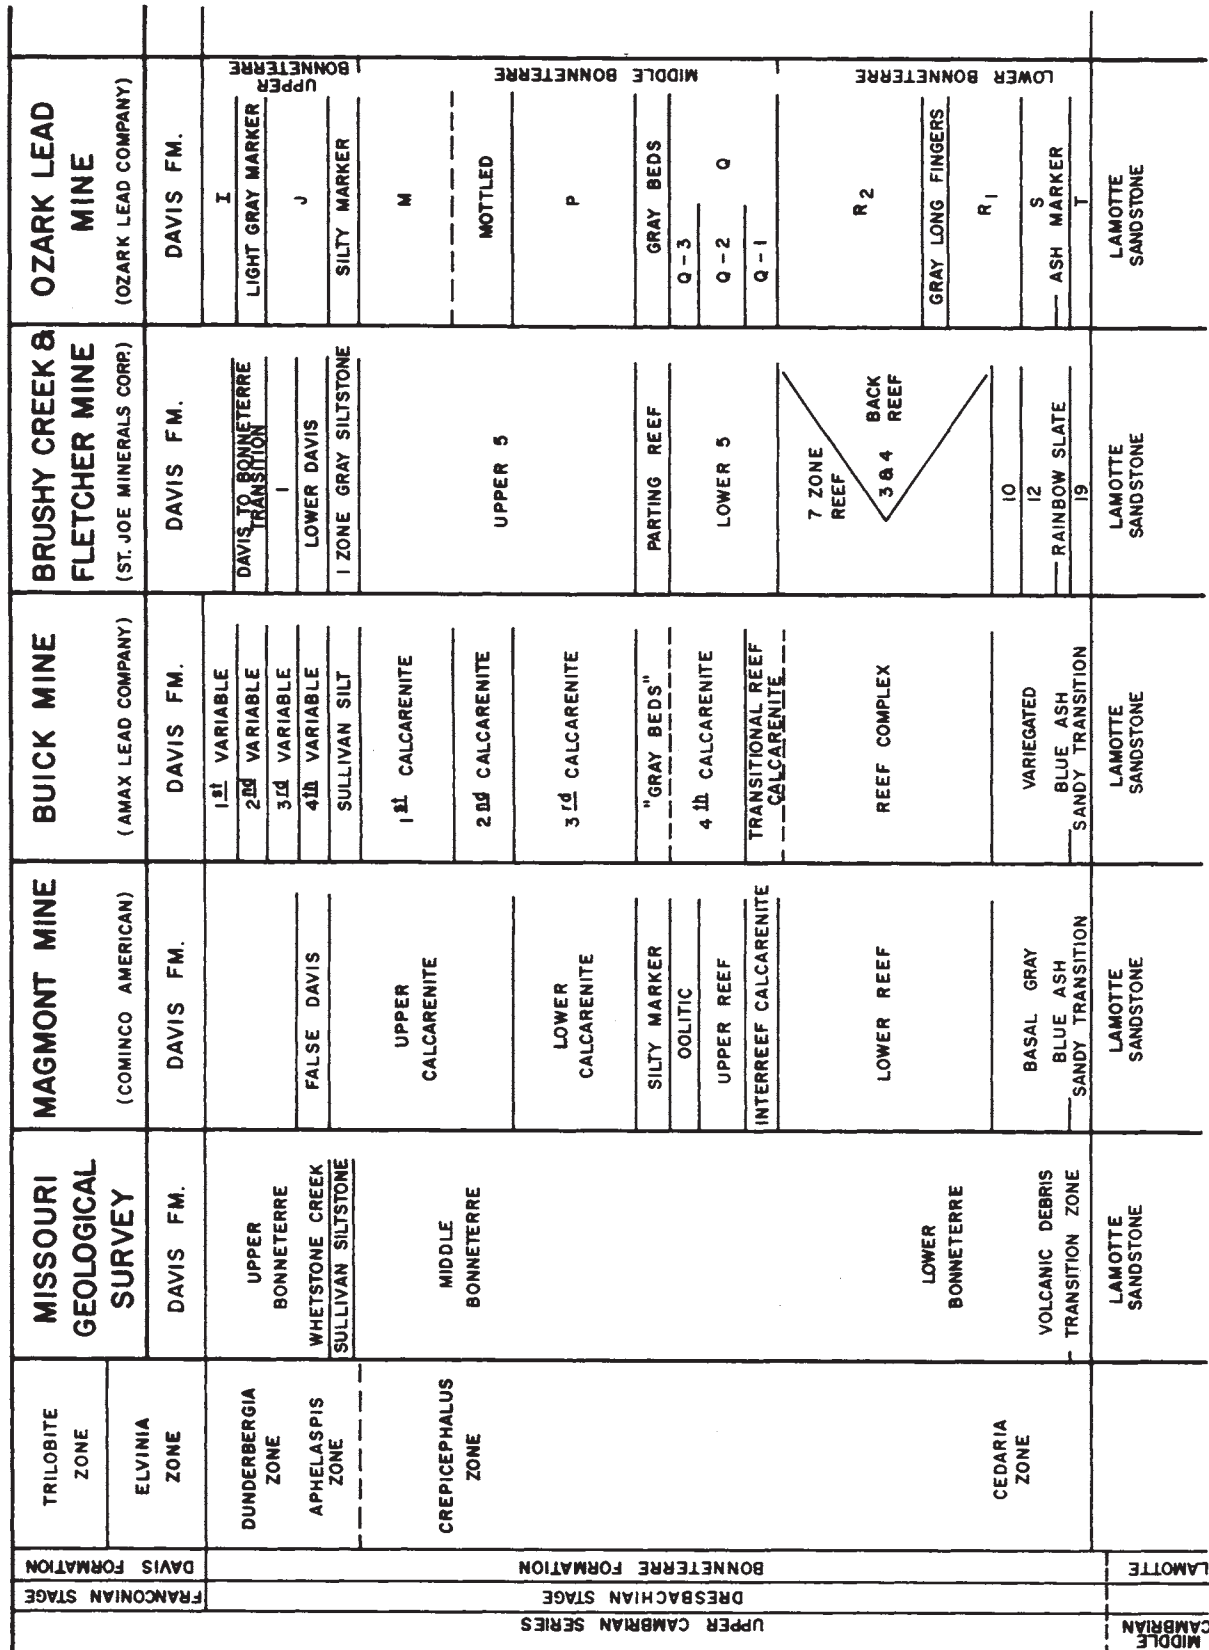 TRILOBITE
ZONE
ELVINIA
ZONE
DUNDERBERGIA
ZONE
APHELASPIS
ZONE
CREPICEPHALUS
ZONE
CEDARIA
ZONE
MISSOURI
GEOLOGICAL
SURVEY
DAVIS FM.
UPPER
BONNETERRE
WHETSTONE CREEK
SULLIVAN SILTSTONE
MIDDLE
BONNETERRE
LOWER
BONNETERRE
VOLCANIC DEBRIS
TRANSITION ZONE
LAMOTTE
SANDSTONE
MAGMONT MINE
(COMINCO AMERICAN)
DAVIS FM.
FALSE DAVIS
UPPER
CALCARENITE
LOWER
CALCARENITE
SILTY MARKER
OOLITIC
UPPER REEF
INTERREEF CALCARENITE
LOWER REEF
BASAL GRAY
BLUE ASH
SANDY TRANSITION
LAMOTTE
SANDSTONE
BUICK MINE
(AMAX LEAD COMPANY)
DAVIS FM.
1st VARIABLE
2nd VARIABLE
3rd VARIABLE
4th VARIABLE
SULLIVAN SILT
1st CALCARENITE
2nd CALCARENITE
3rd CALCARENITE
"GRAY BEDS"
4th CALCARENITE
TRANSITIONAL REEF
CALCARENITE
REEF COMPLEX
VARIEGATED
BLUE ASH
SANDY TRANSITION
LAMOTTE
SANDSTONE
BRUSHY CREEK &
FLETCHER MINE
(ST. JOE MINERALS CORP.)
DAVIS FM.
DAVIS TO BONNETERRE
TRANSITION
1
LOWER DAVIS
1 ZONE GRAY SILTSTONE
UPPER 5
PARTING REEF
LOWER 5
7 ZONE
REEF
3 & 4
BACK
REEF
10
12
RAINBOW SLATE
19
LAMOTTE
SANDSTONE
OZARK LEAD
MINE
(OZARK LEAD COMPANY)
DAVIS FM.
I
LIGHT GRAY MARKER
J
SILTY MARKER
M
MOTTLED
P
GRAY BEDS
Q-3
Q-2
Q-1
Q
R2
GRAY LONG FINGERS
R1
S
ASH MARKER
T
LAMOTTE
SANDSTONE
UPPER
BONNETERRE
MIDDLE BONNETERRE
LOWER BONNETERRE
DAVIS FORMATION
BONNETERRE FORMATION
LAMOTTE
FRANCONIAN STAGE
DRESBACHIAN STAGE
UPPER CAMBRIAN SERIES
MIDDLE
CAMBRIAN